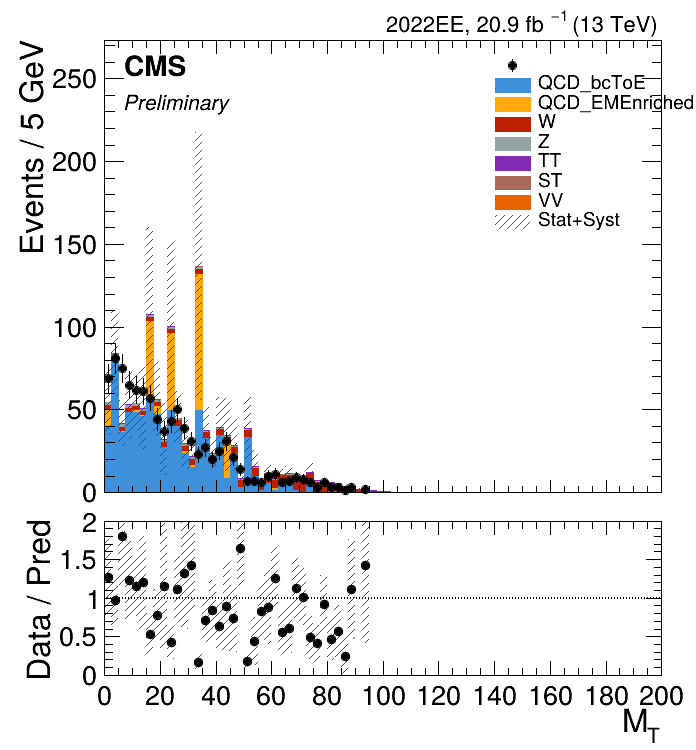 2022EE, 20.9 fb ⁻¹ (13 TeV)
Events / 5 GeV
CMS
Preliminary
QCD_bcToE
QCD_EMEnriched
W
Z
TT
ST
VV
Stat+Syst
250
200
150
100
50
0
Data / Pred
2
1.5
1
0.5
0
0 20 40 60 80 100 120 140 160 180 200
M_T